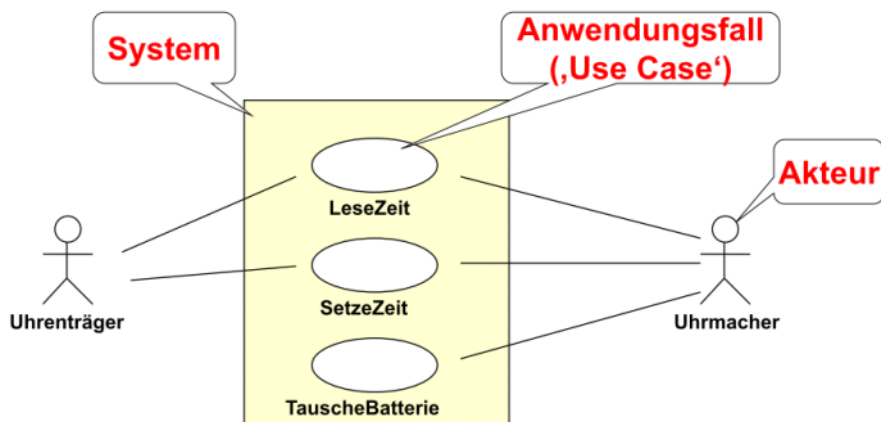 System
Anwendungsfall
(‚Use Case‘)
Akteur
LeseZeit
SetzeZeit
Uhrenträger
Uhrmacher
TauscheBatterie